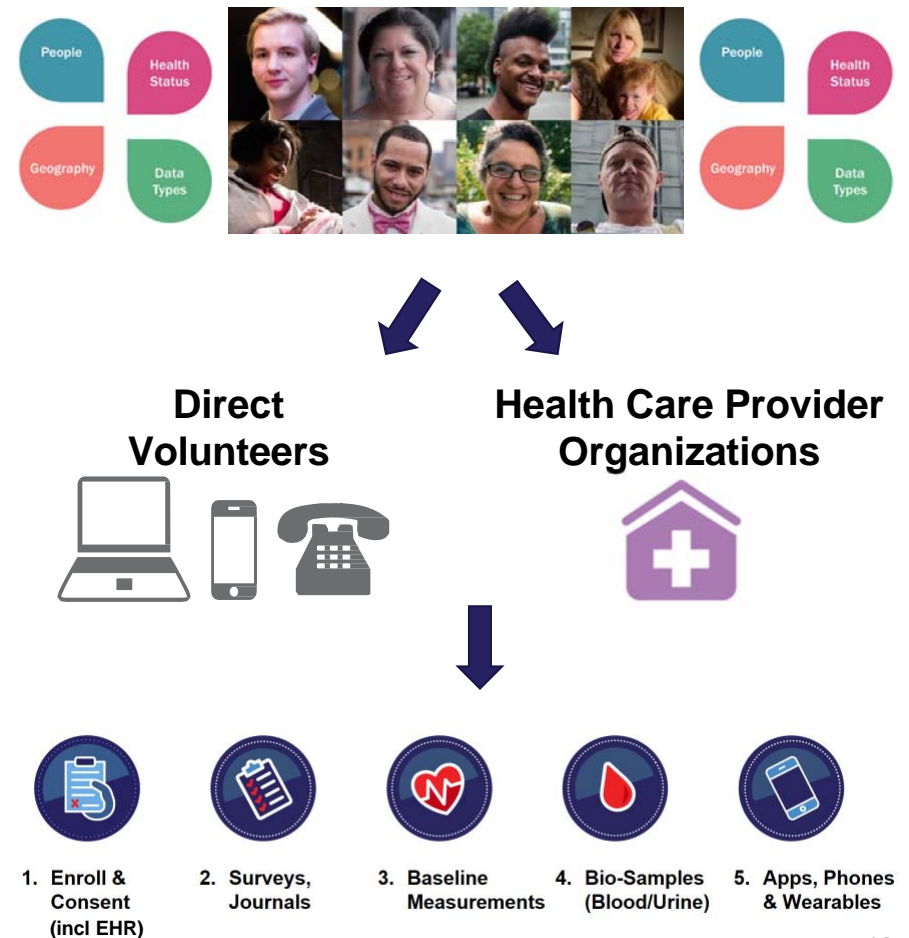 People
Health
Status
Geography
Data
Types
People
Health
Status
Geography
Data
Types
Direct
Volunteers
Health Care Provider
Organizations
1. Enroll &
Consent
(incl EHR)
2. Surveys,
Journals
3. Baseline
Measurements
4. Bio-Samples
(Blood/Urine)
5. Apps, Phones
& Wearables